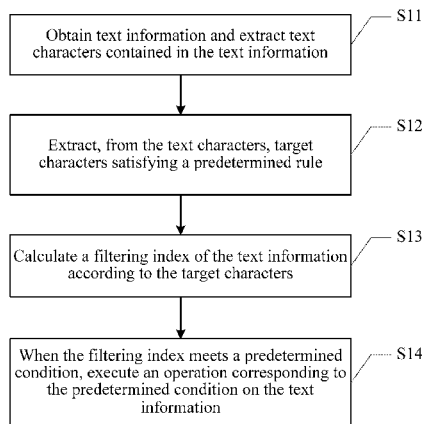 S11
Obtain text information and extract text
characters contained in the text information
S12
Extract, from the text characters, target
characters satisfying a predetermined rule
S13
Calculate a filtering index of the text information
according to the target characters
S14
When the filtering index meets a predetermined
condition, execute an operation corresponding to
the predetermined condition on the text
information